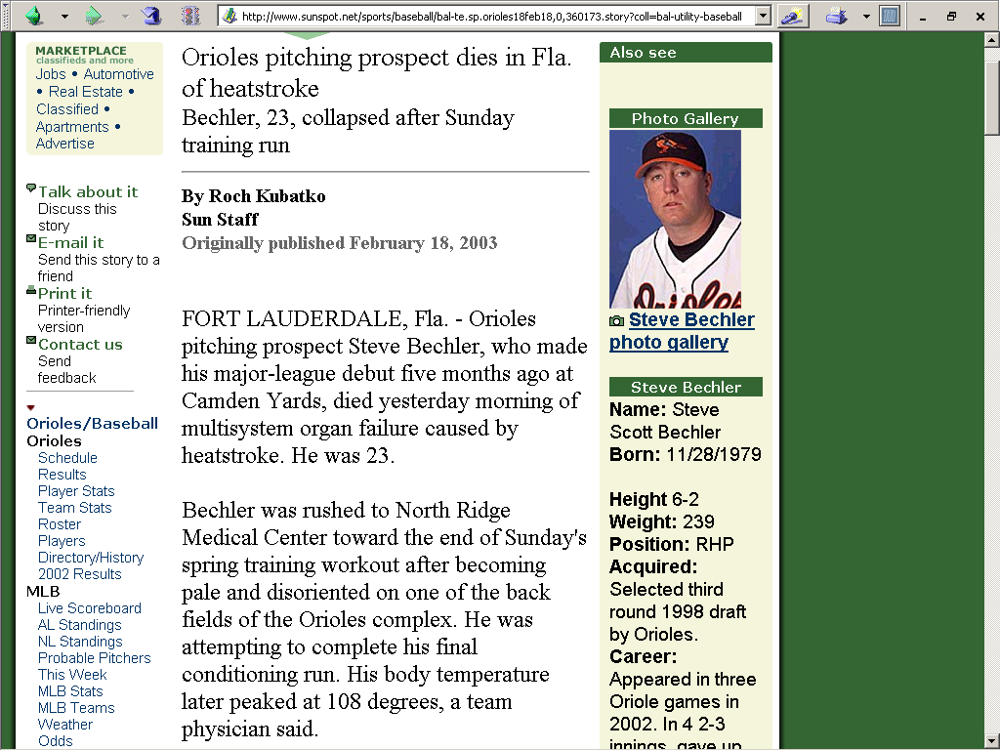 http://www.sunspot.net/sports/baseball/bal-te.sp.orioles18feb18,0,360173.story?coll=bal-utility-baseball
MARKETPLACE
classifieds and more
Jobs • Automotive
• Real Estate •
Classified •
Apartments •
Advertise
Talk about it
Discuss this
story
E-mail it
Send this story to a
friend
Print it
Printer-friendly
version
Contact us
Send
feedback
Orioles/Baseball
Orioles
Schedule
Results
Player Stats
Team Stats
Roster
Players
Directory/History
2002 Results
MLB
Live Scoreboard
AL Standings
NL Standings
Probable Pitchers
This Week
MLB Stats
MLB Teams
Weather
Odds
Orioles pitching prospect dies in Fla.
of heatstroke
Bechler, 23, collapsed after Sunday
training run
By Roch Kubatko
Sun Staff
Originally published February 18, 2003
FORT LAUDERDALE, Fla. - Orioles
pitching prospect Steve Bechler, who made
his major-league debut five months ago at
Camden Yards, died yesterday morning of
multisystem organ failure caused by
heatstroke. He was 23.
Bechler was rushed to North Ridge
Medical Center toward the end of Sunday's
spring training workout after becoming
pale and disoriented on one of the back
fields of the Orioles complex. He was
attempting to complete his final
conditioning run. His body temperature
later peaked at 108 degrees, a team
physician said.
Also see
Photo Gallery
Orioles
Steve Bechler
photo gallery
Steve Bechler
Name: Steve
Scott Bechler
Born: 11/28/1979
Height 6-2
Weight: 239
Position: RHP
Acquired:
Selected third
round 1998 draft
by Orioles.
Career:
Appeared in three
Oriole games in
2002. In 4 2-3
innings, gave up